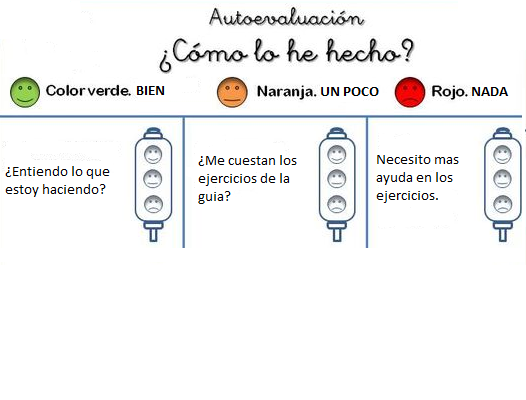 Autoevaluación
¿Cómo lo he hecho?
Color verde. BIEN
Naranja. UN POCO
Rojo. NADA
¿Entiendo lo que
estoy haciendo?
¿Me cuestan los
ejercicios de la
guia?
Necesito mas
ayuda en los
ejercicios.